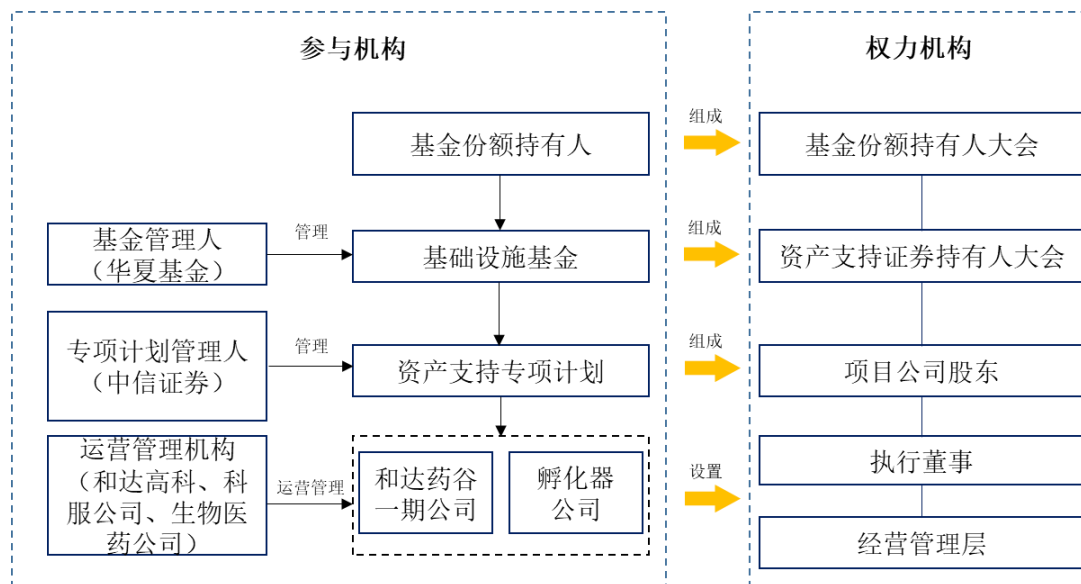 参与机构
权力机构
基金份额持有人
组成
基金份额持有人大会
基金管理人
（华夏基金）
管理
基础设施基金
组成
资产支持证券持有人大会
专项计划管理人
（中信证券）
管理
资产支持专项计划
组成
项目公司股东
运营管理机构
（和达高科、科
服公司、生物医
药公司）
运营管理
和达药谷
一期公司
孵化器
公司
设置
执行董事
经营管理层